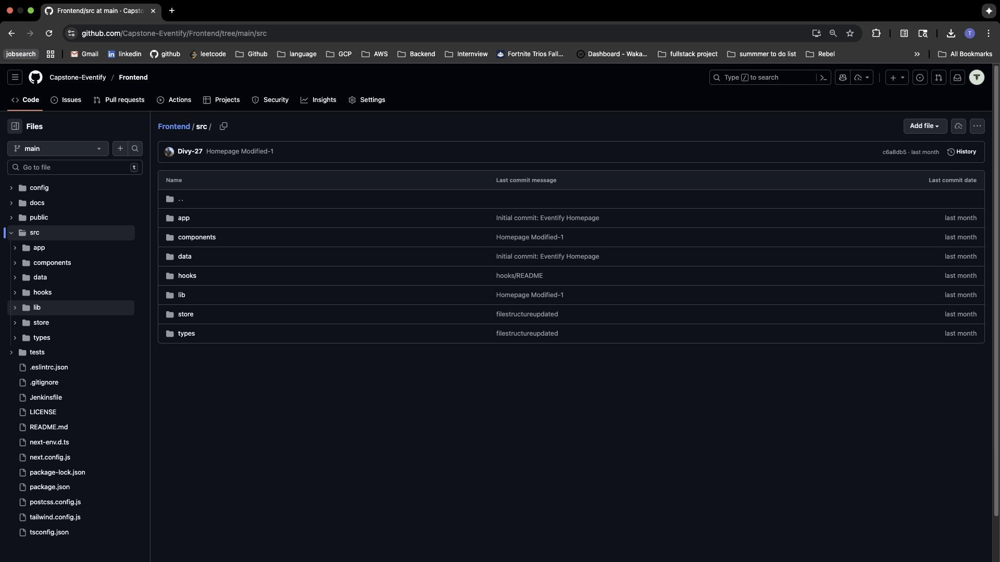 Frontend/src at main · Capsto
github.com/Capstone-Eventify/Frontend/tree/main/src
T
jobsearch Gmail linkedin github leetcode Github language GCP AWS Backend Internview Fortnite Trios Fall... Dashboard - Waka... fullstack project summmer to do list Rebel » All Bookmarks
Capstone-Eventify / Frontend
Type / to search
T
Code Issues Pull requests Actions Projects Security Insights Settings
Files
main
Go to file t
config
docs
public
src
app
components
data
hooks
lib
store
types
tests
.eslintrc.json
.gitignore
Jenkinsfile
LICENSE
README.md
next-env.d.ts
next.config.js
package-lock.json
package.json
postcss.config.js
tailwind.config.js
tsconfig.json
Frontend / src /
Add file
Divy-27 Homepage Modified-1 c6a8db5 · last month History
Name Last commit message Last commit date
..
app Initial commit: Eventify Homepage last month
components Homepage Modified-1 last month
data Initial commit: Eventify Homepage last month
hooks hooks/README last month
lib Homepage Modified-1 last month
store filestructureupdated last month
types filestructureupdated last month